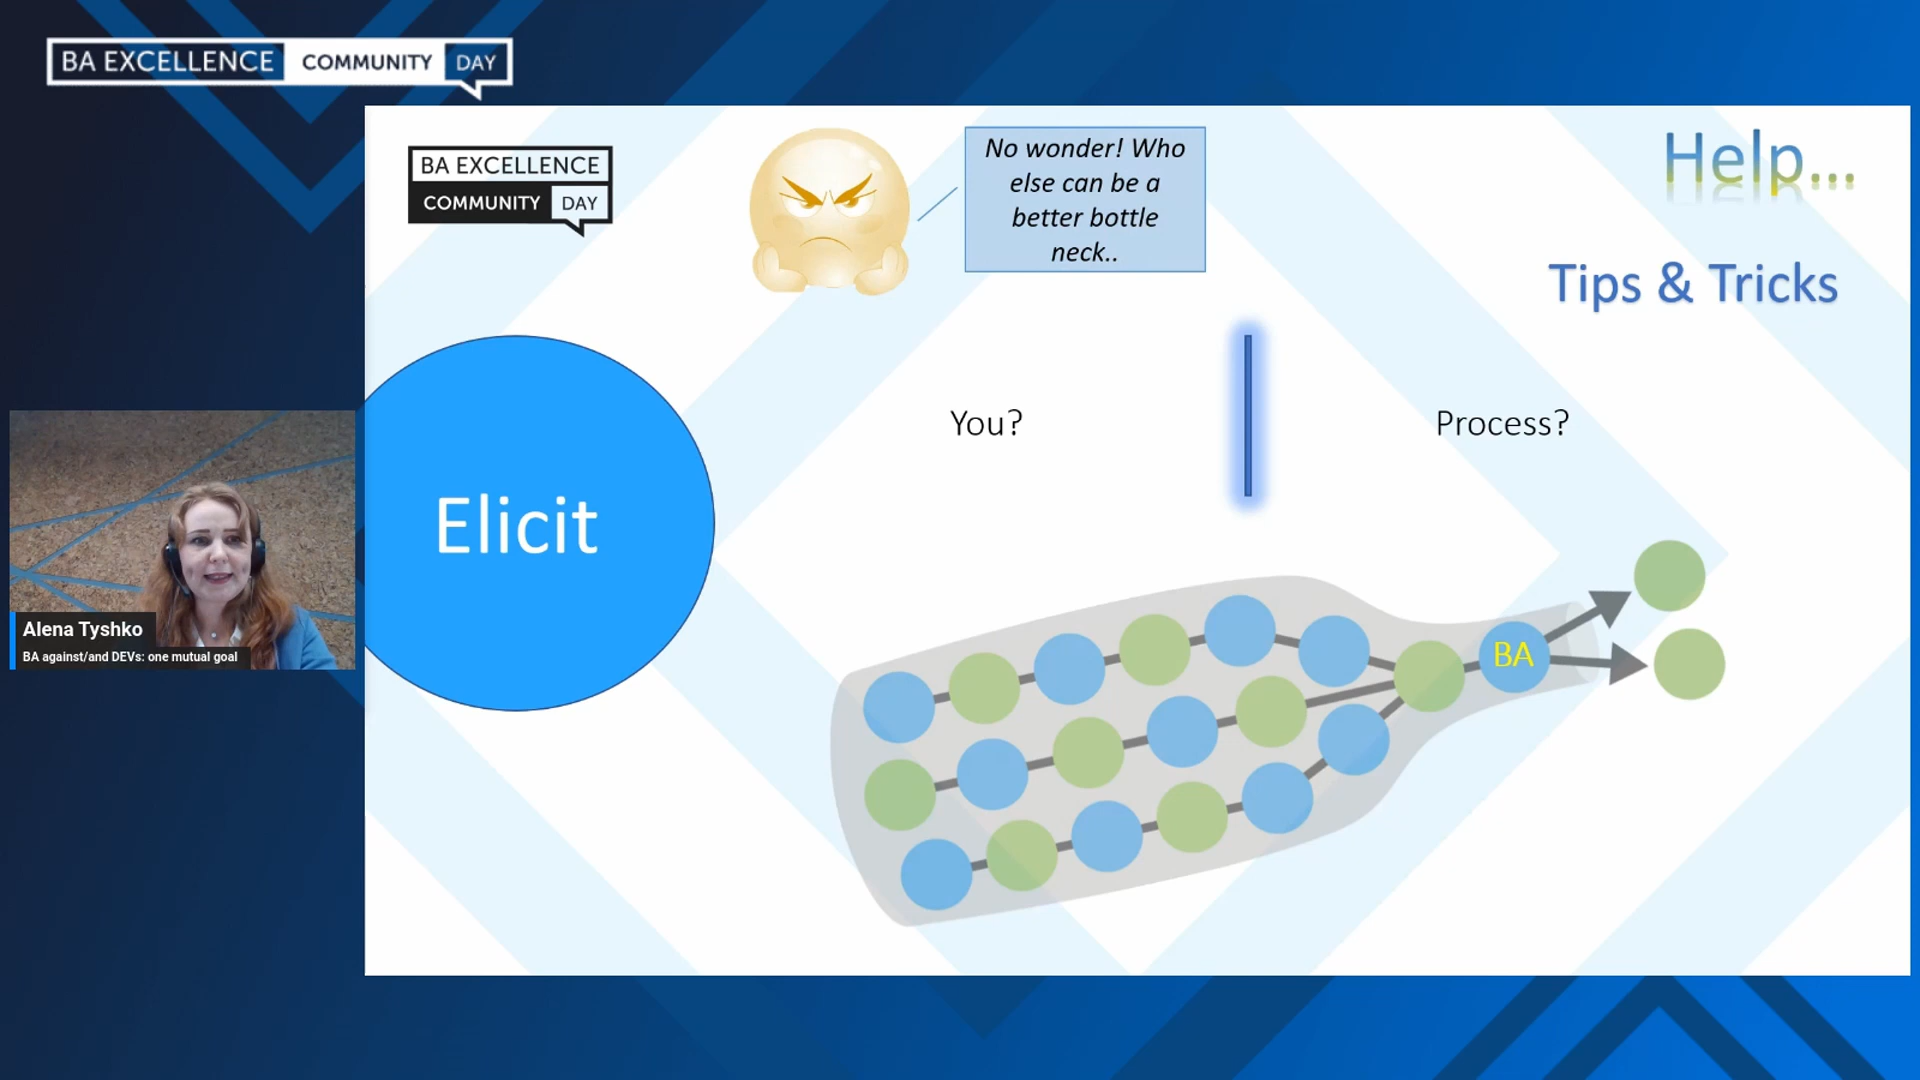 BA EXCELLENCE COMMUNITY DAY
BA EXCELLENCE
COMMUNITY DAY
No wonder! Who
else can be a
better bottle
neck..
Help...
Tips & Tricks
You?
Process?
Elicit
BA
Alena Tyshko
BA against/and DEVs: one mutual goal